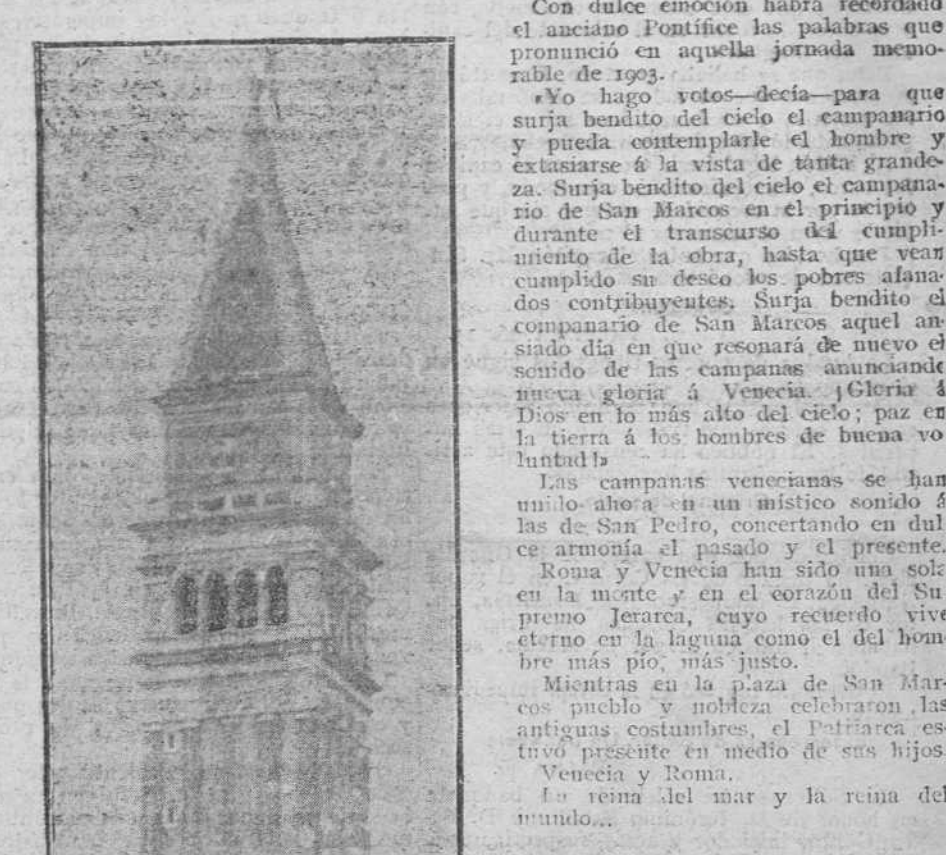 Con dulce emoción habrá recordado
el anciano Pontífice las palabras que
pronunció en aquella jornada memo-
rable de 1903.
«Yo hago votos—decía—para que
surja bendito del cielo el campanario
y pueda contemplarle el hombre y
extasiarse á la vista de tanta grande-
za. Surja bendito del cielo el campana-
rio de San Marcos en el principio y
durante el transcurso del cumpli-
miento de la obra, hasta que vean
cumplido su deseo los pobres afana-
dos contribuyentes. Surja bendito el
companario de San Marcos aquel an-
siado día en que resonará de nuevo el
sonido de las campanas anunciando
nueva gloria á Venecia. ¡Gloria á
Dios en lo más alto del cielo; paz en
la tierra á los hombres de buena vo
luntad!»
Las campanas venecianas se han
unido ahora en un místico sonido á
las de San Pedro, concertando en dul
ce armonía el pasado y el presente.
Roma y Venecia han sido una sola
en la mente y en el corazón del Su
premo Jerarca, cuyo recuerdo vive
eterno en la laguna como el del hom
bre más pío, más justo.
Mientras en la plaza de San Mar-
cos pueblo y nobleza celebraron las
antiguas costumbres, el Patriarca es-
tuvo presente en medio de sus hijos.
Venecia y Roma.
La reina del mar y la reina del
mundo...